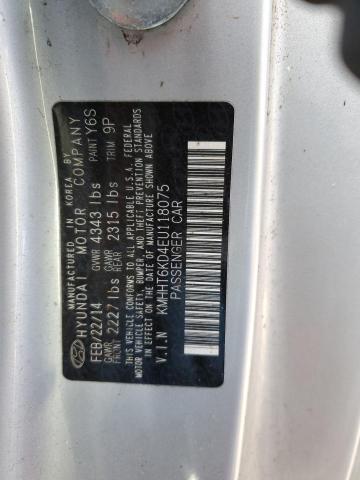 MANUFACTURED IN KOREA BY
HYUNDAI MOTOR COMPANY
FEB/22/14 GVWR 4343 lbs PAINT Y6S
GAWR FRONT 2227 lbs GAWR REAR 2315 lbs TRIM 9P
THIS VEHICLE CONFORMS TO ALL APPLICABLE U.S.A. FEDERAL
MOTOR VEHICLE SAFETY, BUMPER, AND THEFT PREVENTION STANDARDS
IN EFFECT ON THE DATE OF MANUFACTURE SHOWN ABOVE.
V.I.N KMHHT6KD4EU118075
PASSENGER CAR